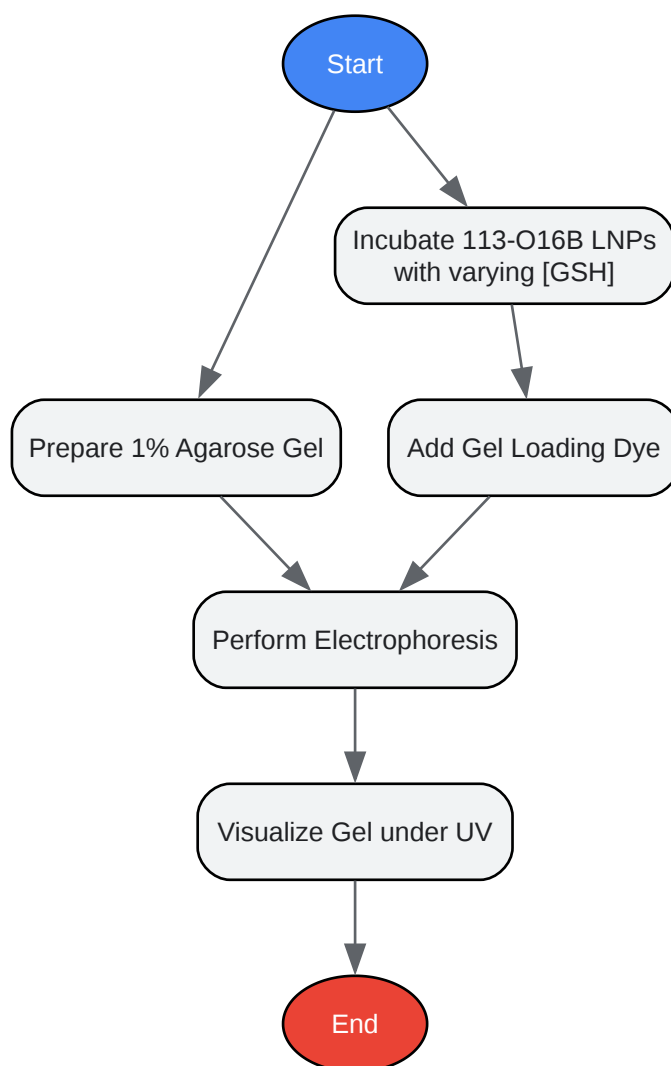 Start
Incubate 113-O16B LNPs
with varying [GSH]
Prepare 1% Agarose Gel
Add Gel Loading Dye
Perform Electrophoresis
Visualize Gel under UV
End